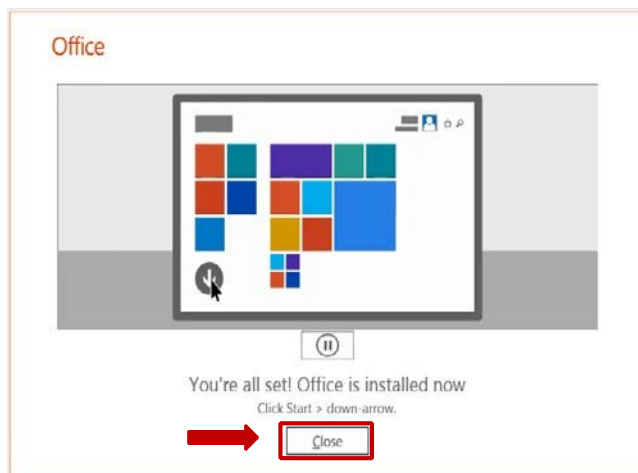 Office
You're all set! Office is installed now
Click Start > down-arrow.
Close